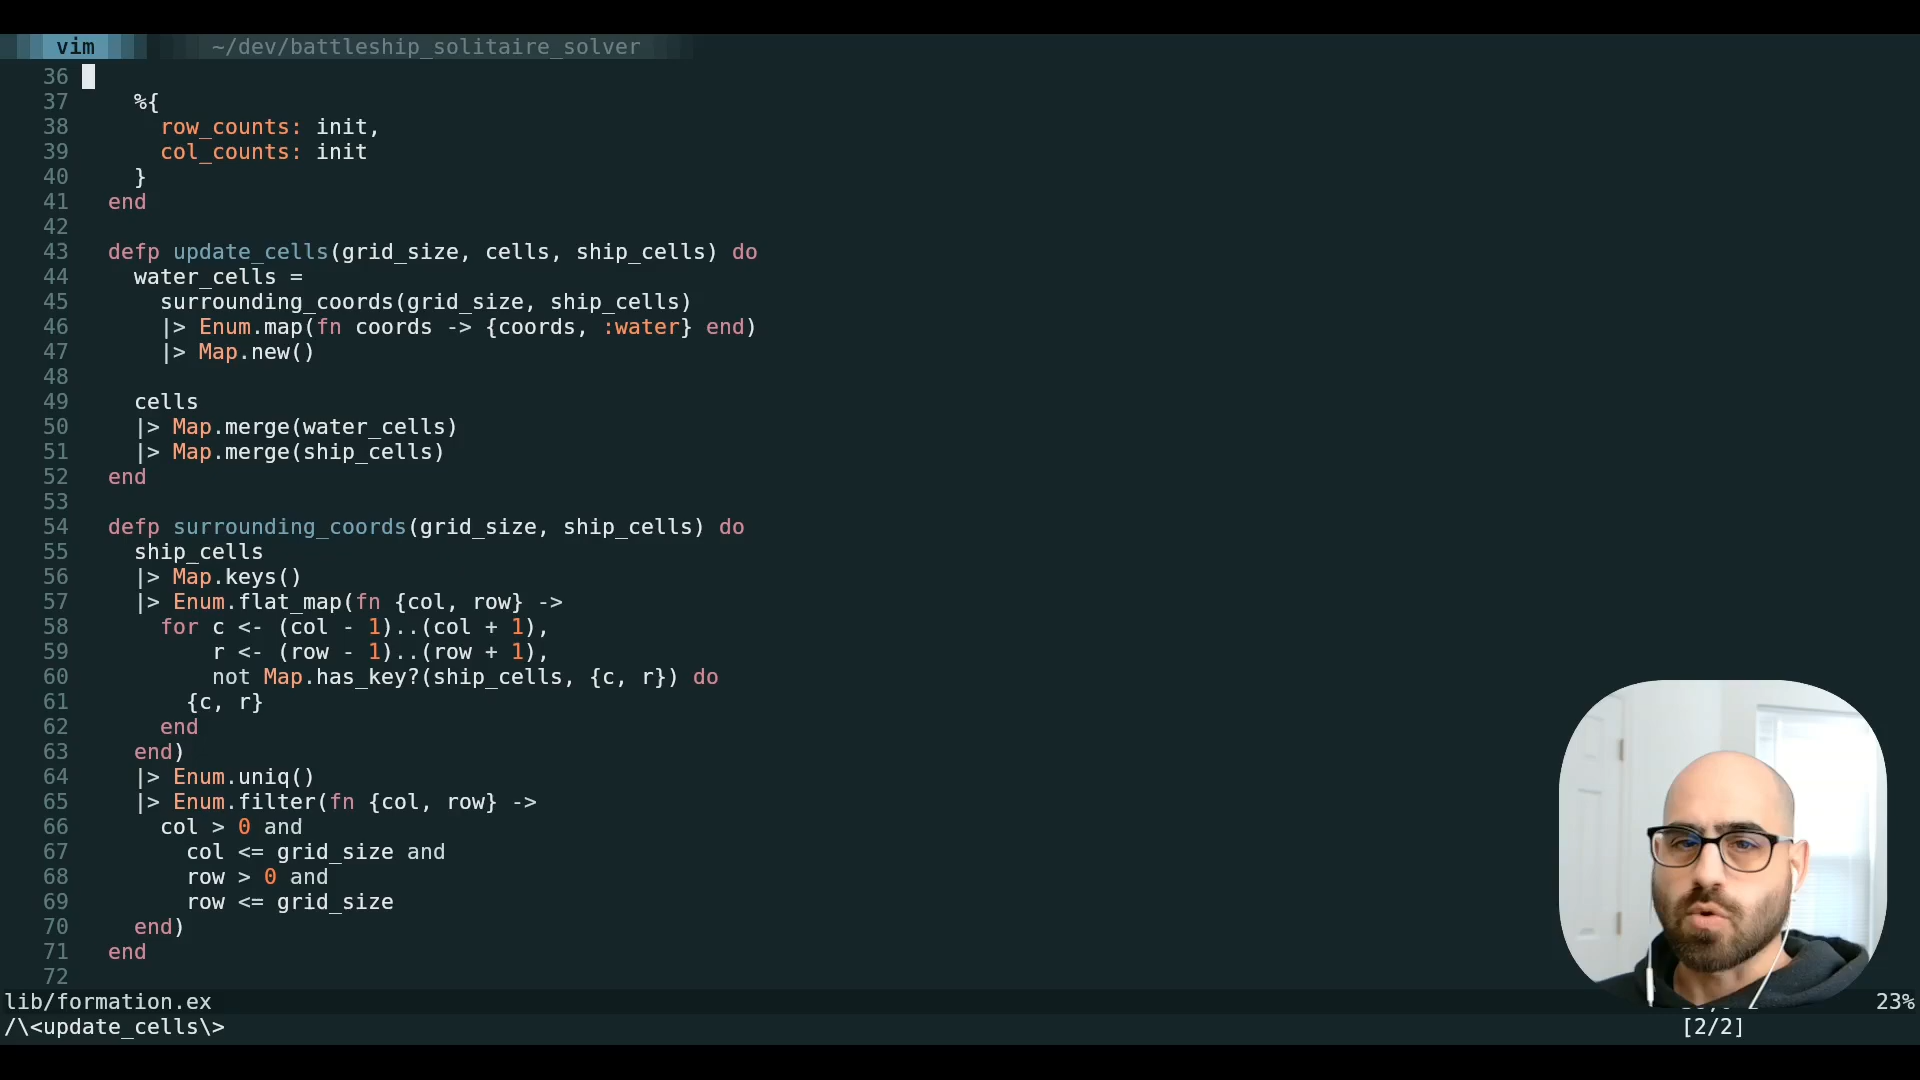 vim ~/dev/battleship_solitaire_solver
36
37 %{
38 row_counts: init,
39 col_counts: init
40 }
41 end
42
43 defp update_cells(grid_size, cells, ship_cells) do
44 water_cells =
45 surrounding_coords(grid_size, ship_cells)
46 |> Enum.map(fn coords -> {coords, :water} end)
47 |> Map.new()
48
49 cells
50 |> Map.merge(water_cells)
51 |> Map.merge(ship_cells)
52 end
53
54 defp surrounding_coords(grid_size, ship_cells) do
55 ship_cells
56 |> Map.keys()
57 |> Enum.flat_map(fn {col, row} ->
58 for c <- (col - 1)..(col + 1),
59 r <- (row - 1)..(row + 1),
60 not Map.has_key?(ship_cells, {c, r}) do
61 {c, r}
62 end
63 end)
64 |> Enum.uniq()
65 |> Enum.filter(fn {col, row} ->
66 col > 0 and
67 col <= grid_size and
68 row > 0 and
69 row <= grid_size
70 end)
71 end
72
lib/formation.ex 23%
/\<update_cells\> [2/2]